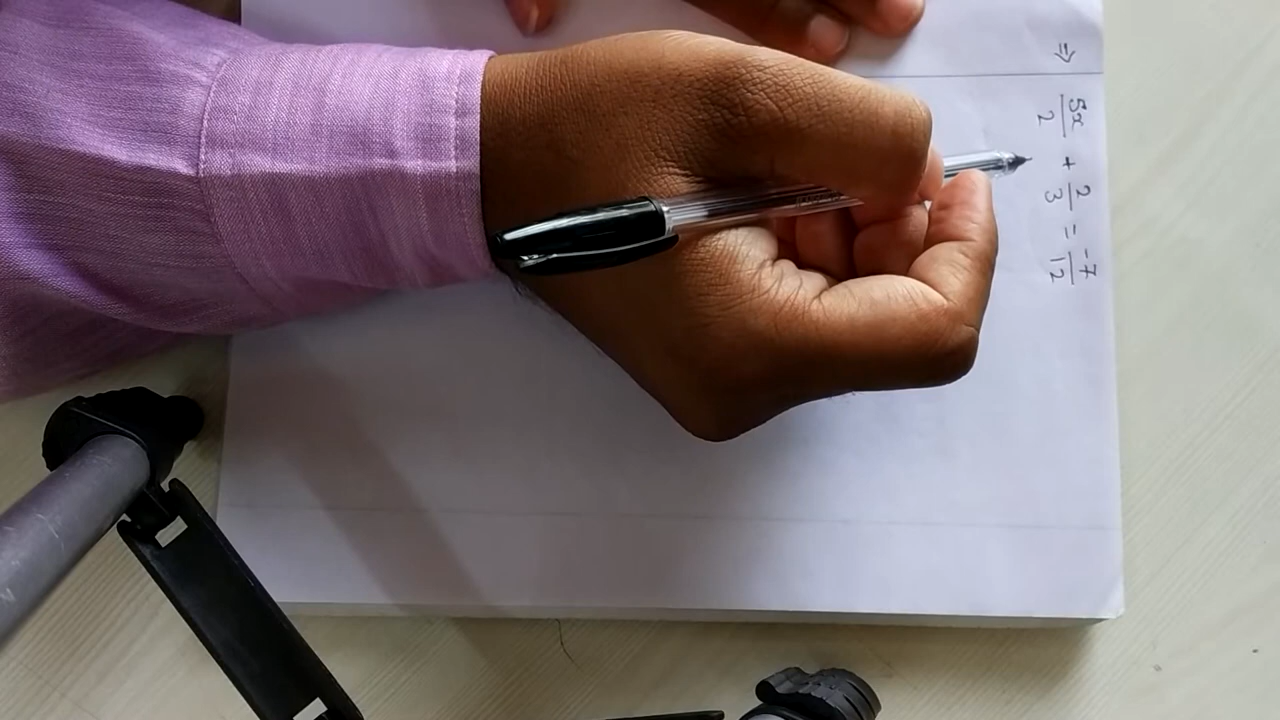 ⇒ 5x/2 + 2/3 = -7/12